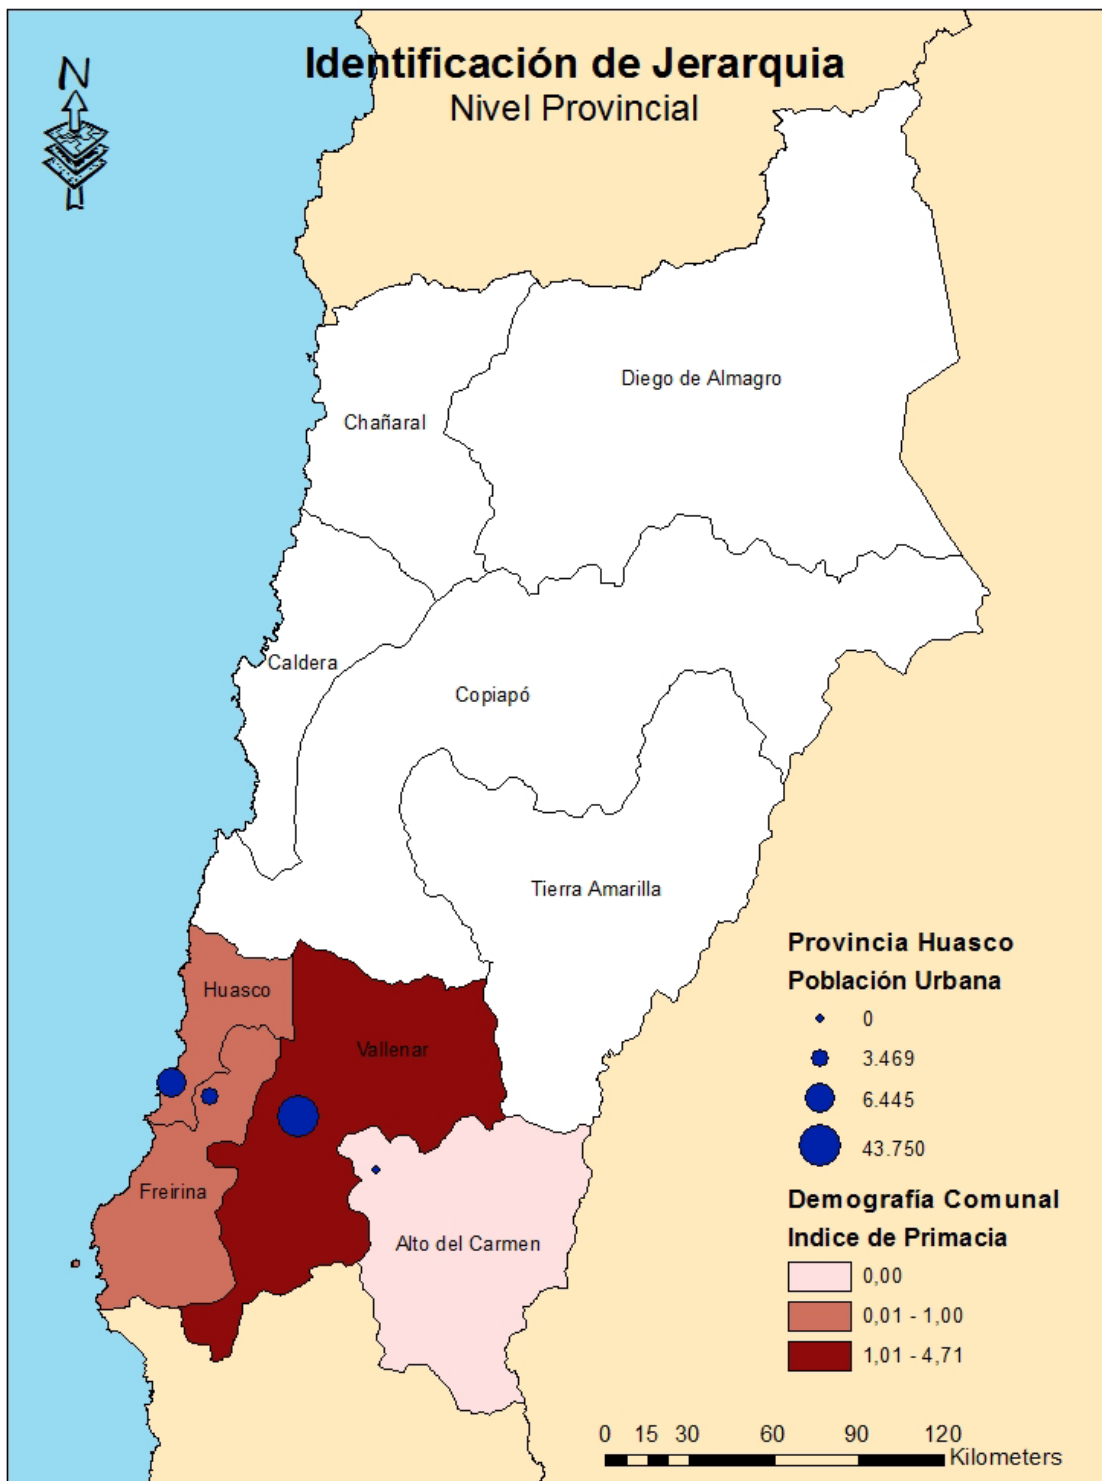 Identificación de Jerarquia
Nivel Provincial
N
Diego de Almagro
Chañaral
Caldera
Copiapó
Tierra Amarilla
Huasco
Vallenar
Freirina
Alto del Carmen
Provincia Huasco
Población Urbana
0
3.469
6.445
43.750
Demografía Comunal
Indice de Primacia
0,00
0,01 - 1,00
1,01 - 4,71
0 15 30 60 90 120
Kilometers